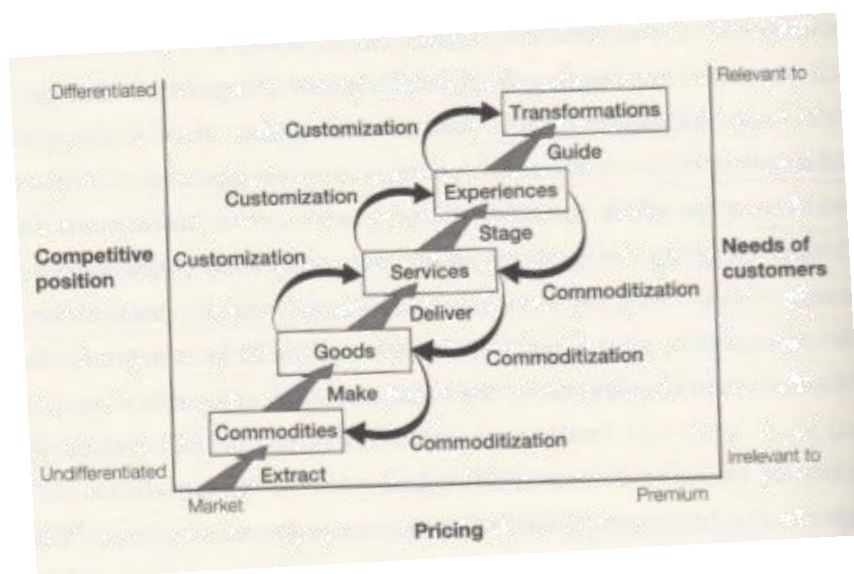 Differentiated
Relevant to
Transformations
Customization
Guide
Customization
Experiences
Stage
Competitive
position
Customization
Services
Needs of
customers
Commoditization
Deliver
Goods
Commoditization
Make
Commodities
Commoditization
Undifferentiated
Extract
Irrelevant to
Market
Premium
Pricing